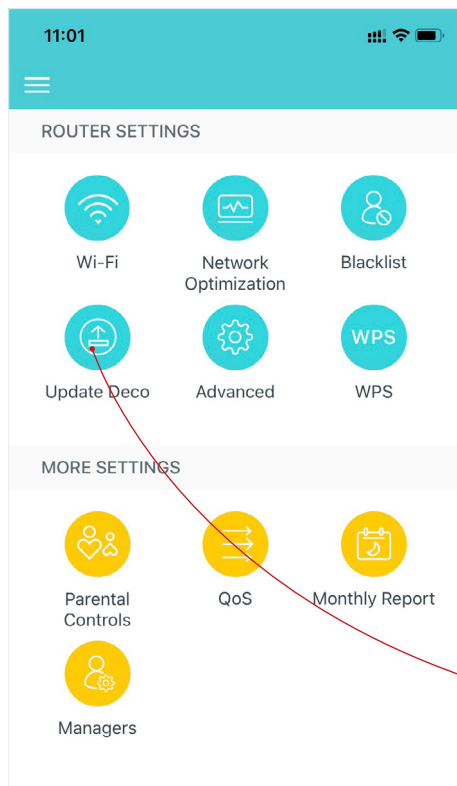 11:01
ROUTER SETTINGS
Wi-Fi
Network
Optimization
Blacklist
WPS
Update Deco
Advanced
WPS
MORE SETTINGS
Parental
Controls
QoS
Monthly Report
Managers